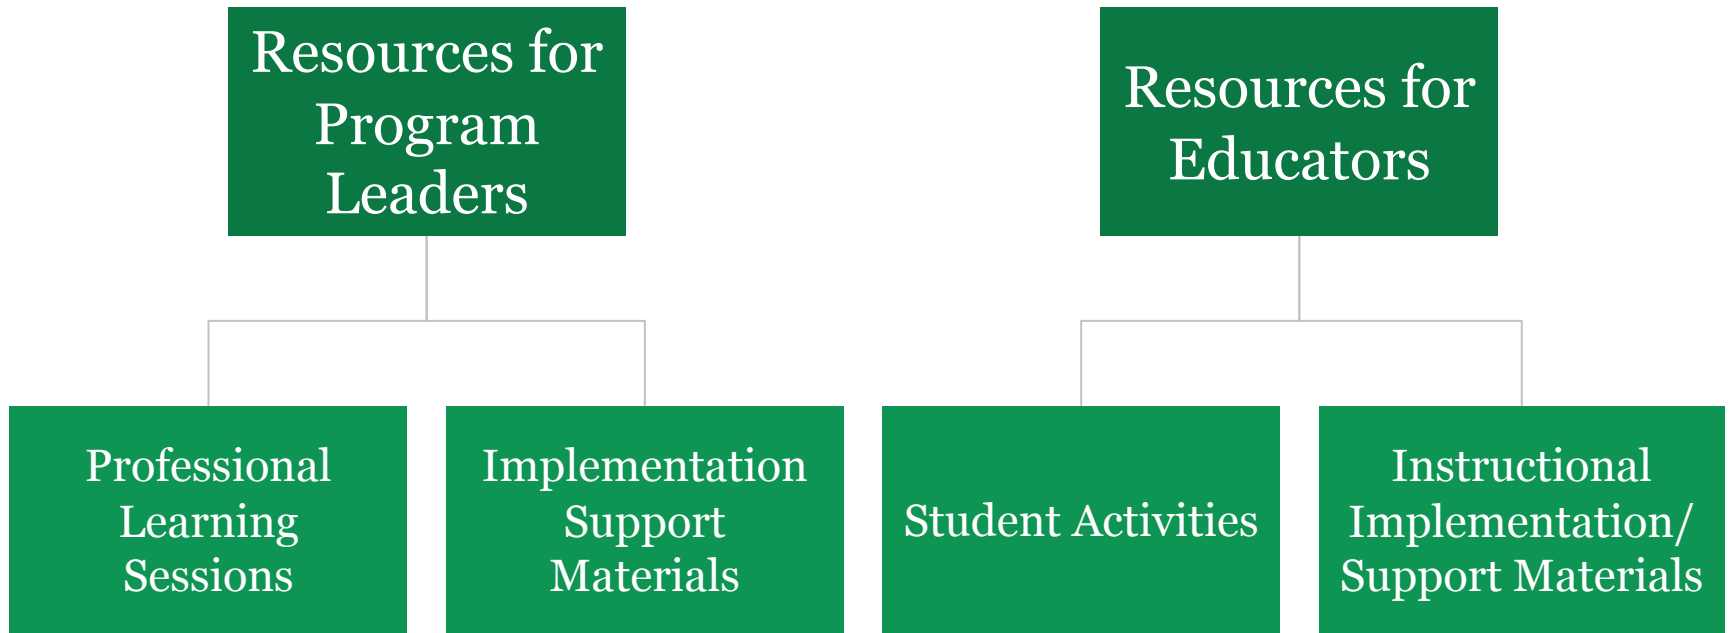 Resources for
Program
Leaders
Resources for
Educators
Professional
Learning
Sessions
Implementation
Support
Materials
Student Activities
Instructional
Implementation/
Support Materials